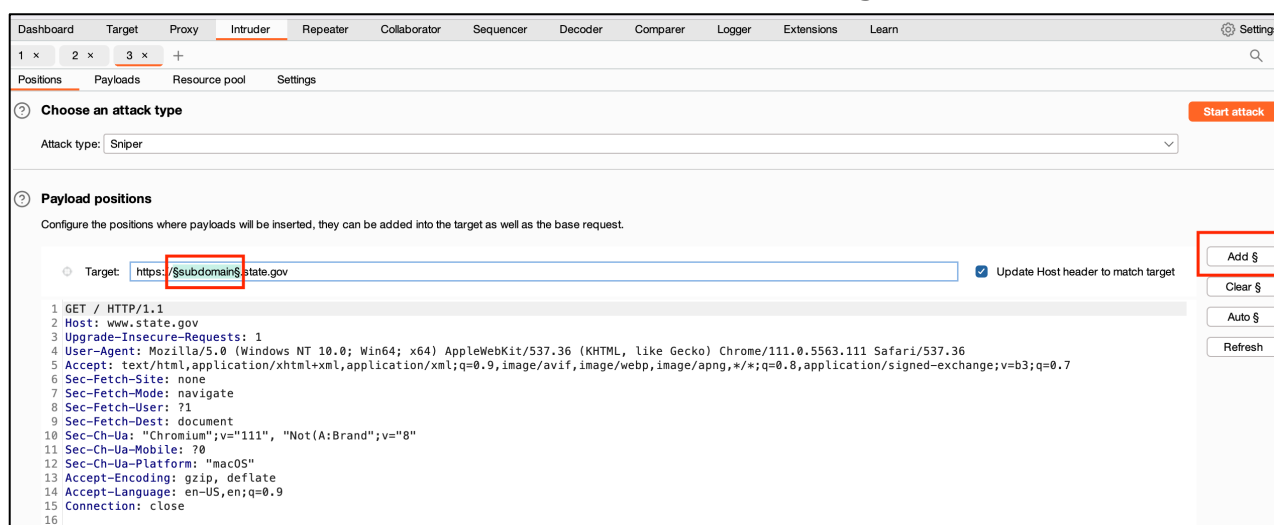 Dashboard Target Proxy Intruder Repeater Collaborator Sequencer Decoder Comparer Logger Extensions Learn Settings
1 × 2 × 3 × +
Positions Payloads Resource pool Settings
? Choose an attack type
Start attack
Attack type: Sniper
? Payload positions
Configure the positions where payloads will be inserted, they can be added into the target as well as the base request.
Add §
Target: https://§subdomain§.state.gov Update Host header to match target
Clear §
Auto §
Refresh
1 GET / HTTP/1.1
2 Host: www.state.gov
3 Upgrade-Insecure-Requests: 1
4 User-Agent: Mozilla/5.0 (Windows NT 10.0; Win64; x64) AppleWebKit/537.36 (KHTML, like Gecko) Chrome/111.0.5563.111 Safari/537.36
5 Accept: text/html,application/xhtml+xml,application/xml;q=0.9,image/avif,image/webp,image/apng,*/*;q=0.8,application/signed-exchange;v=b3;q=0.7
6 Sec-Fetch-Site: none
7 Sec-Fetch-Mode: navigate
8 Sec-Fetch-User: ?1
9 Sec-Fetch-Dest: document
10 Sec-Ch-Ua: "Chromium";v="111", "Not(A:Brand";v="8"
11 Sec-Ch-Ua-Mobile: ?0
12 Sec-Ch-Ua-Platform: "macOS"
13 Accept-Encoding: gzip, deflate
14 Accept-Language: en-US,en;q=0.9
15 Connection: close
16